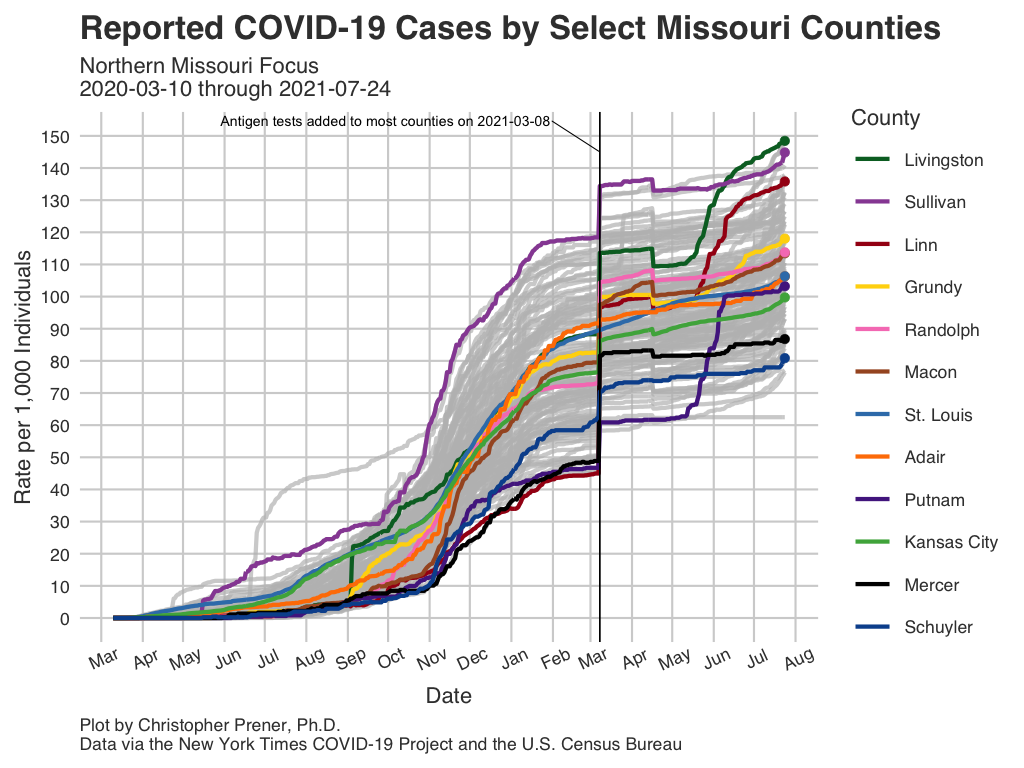 Reported COVID-19 Cases by Select Missouri Counties
Northern Missouri Focus
2020-03-10 through 2021-07-24
Antigen tests added to most counties on 2021-03-08
County
Livingston
Sullivan
Linn
Grundy
Randolph
Macon
St. Louis
Adair
Putnam
Kansas City
Mercer
Schuyler
Rate per 1,000 Individuals
150
140
130
120
110
100
90
80
70
60
50
40
30
20
10
0
Mar Apr May Jun Jul Aug Sep Oct Nov Dec Jan Feb Mar Apr May Jun Jul Aug
Date
Plot by Christopher Prener, Ph.D.
Data via the New York Times COVID-19 Project and the U.S. Census Bureau